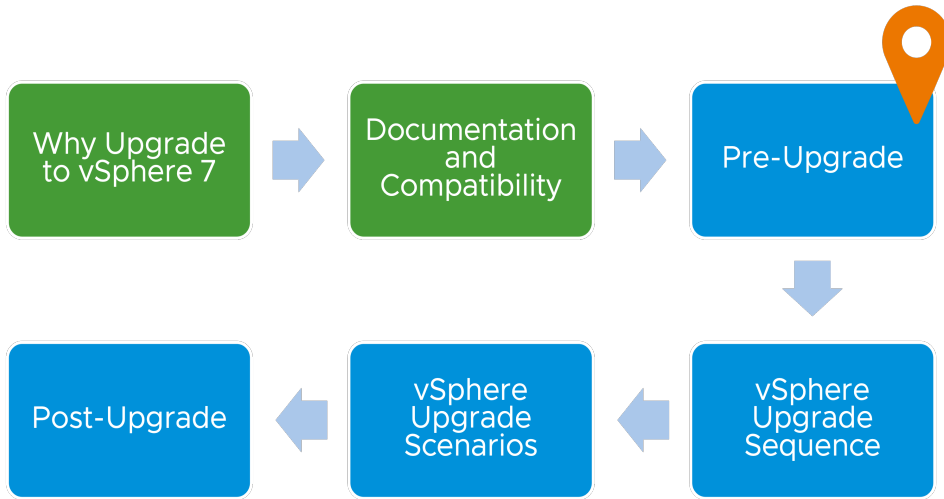 Why Upgrade
to vSphere 7
Documentation
and
Compatibility
Pre-Upgrade
vSphere
Upgrade
Sequence
vSphere
Upgrade
Scenarios
Post-Upgrade